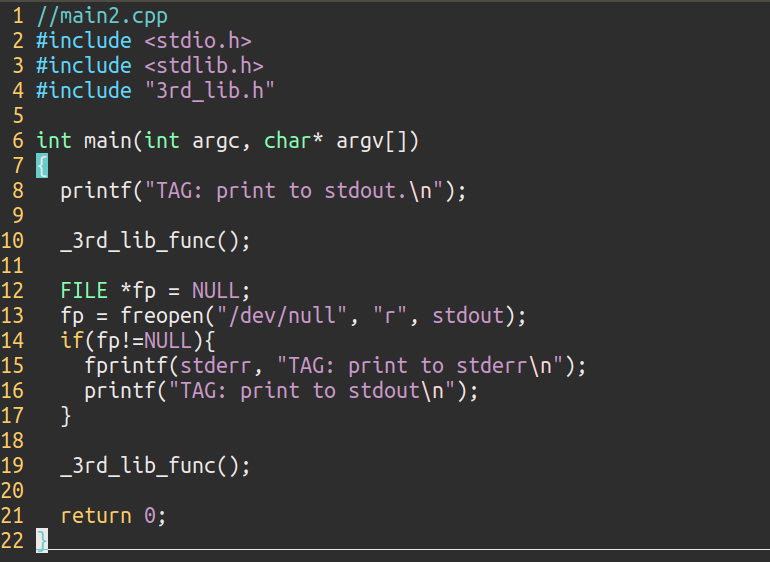 1 //main2.cpp
2 #include <stdio.h>
3 #include <stdlib.h>
4 #include "3rd_lib.h"
5
6 int main(int argc, char* argv[])
7 {
8   printf("TAG: print to stdout.\n");
9
10   _3rd_lib_func();
11
12   FILE *fp = NULL;
13   fp = freopen("/dev/null", "r", stdout);
14   if(fp!=NULL){
15     fprintf(stderr, "TAG: print to stderr\n");
16     printf("TAG: print to stdout\n");
17   }
18
19   _3rd_lib_func();
20
21   return 0;
22 }